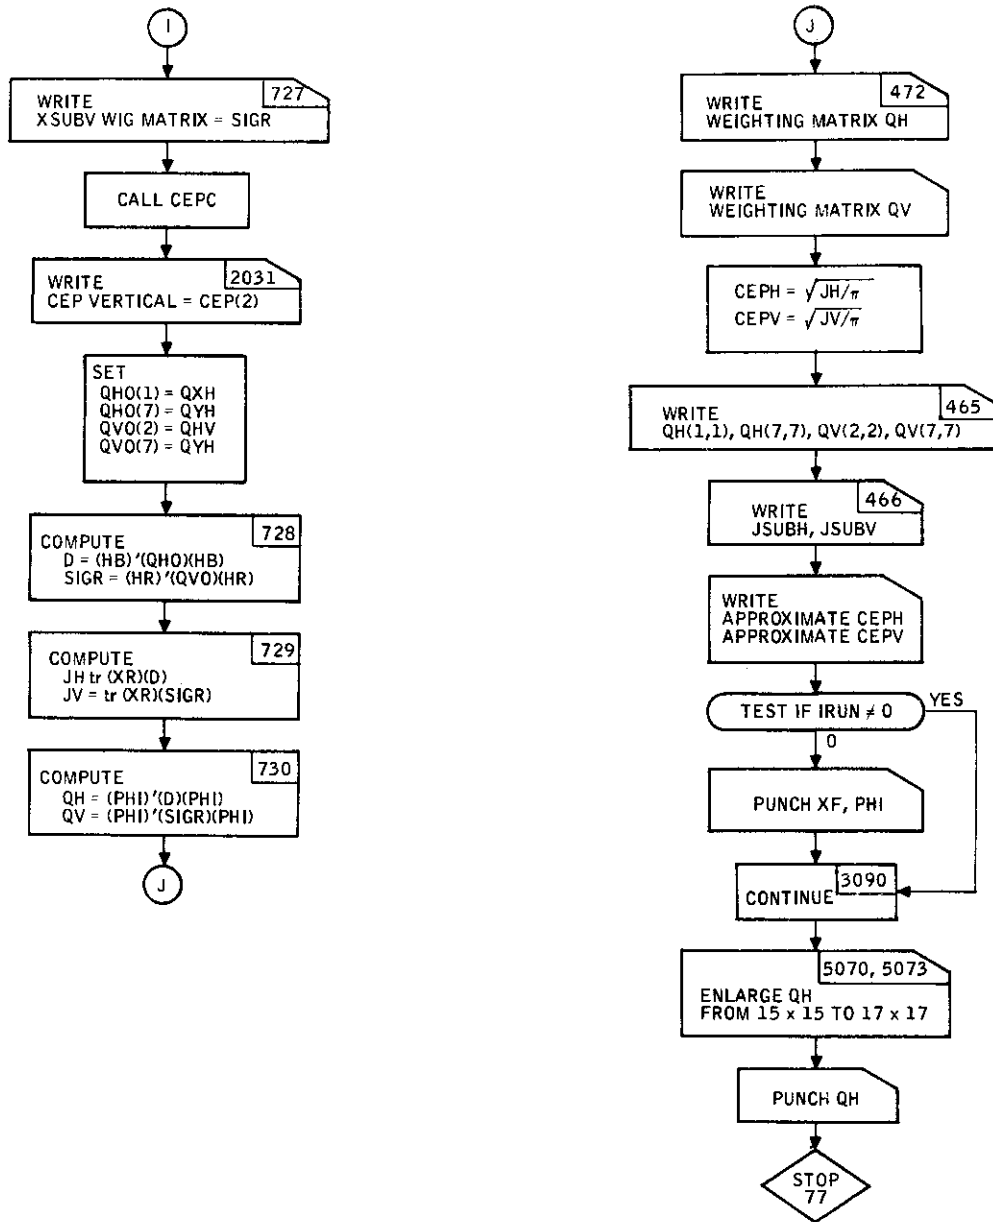 I
727
WRITE
XSUBV WIG MATRIX = SIGR
CALL CEPC
2031
WRITE
CEP VERTICAL = CEP(2)
SET
QHO(1) = QXH
QHO(7) = QYH
QVO(2) = QHV
QVO(7) = QYH
728
COMPUTE
D = (HB)'(QHO)(HB)
SIGR = (HR)'(QVO)(HR)
729
COMPUTE
JH tr (XR)(D)
JV = tr (XR)(SIGR)
730
COMPUTE
QH = (PHI)'(D)(PHI)
QV = (PHI)'(SIGR)(PHI)
J
J
472
WRITE
WEIGHTING MATRIX QH
WRITE
WEIGHTING MATRIX QV
CEPH = √JH/π
CEPV = √JV/π
465
WRITE
QH(1,1), QH(7,7), QV(2,2), QV(7,7)
466
WRITE
JSUBH, JSUBV
WRITE
APPROXIMATE CEPH
APPROXIMATE CEPV
TEST IF IRUN ≠ 0
YES
0
PUNCH XF, PHI
3090
CONTINUE
5070, 5073
ENLARGE QH
FROM 15 x 15 TO 17 x 17
PUNCH QH
STOP
77